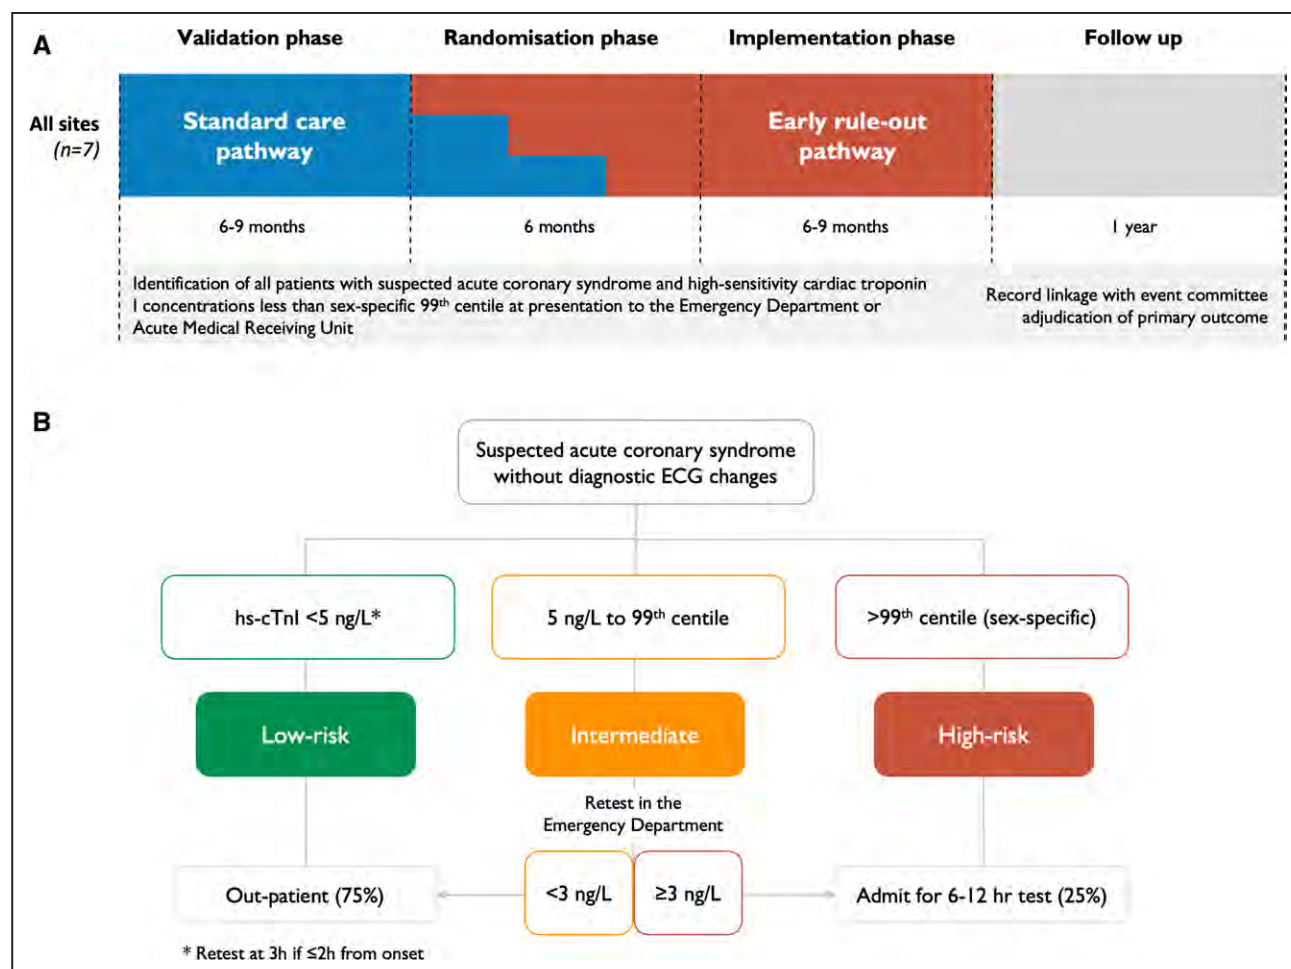 A
Validation phase
Randomisation phase
Implementation phase
Follow up
All sites
(n=7)
Standard care
pathway
Early rule-out
pathway
6-9 months
6 months
6-9 months
1 year
Identification of all patients with suspected acute coronary syndrome and high-sensitivity cardiac troponin
I concentrations less than sex-specific 99th centile at presentation to the Emergency Department or
Acute Medical Receiving Unit
Record linkage with event committee
adjudication of primary outcome
B
Suspected acute coronary syndrome
without diagnostic ECG changes
hs-cTnI <5 ng/L*
5 ng/L to 99th centile
>99th centile (sex-specific)
Low-risk
Intermediate
High-risk
Retest in the
Emergency Department
Out-patient (75%)
<3 ng/L
≥3 ng/L
Admit for 6-12 hr test (25%)
* Retest at 3h if ≤2h from onset